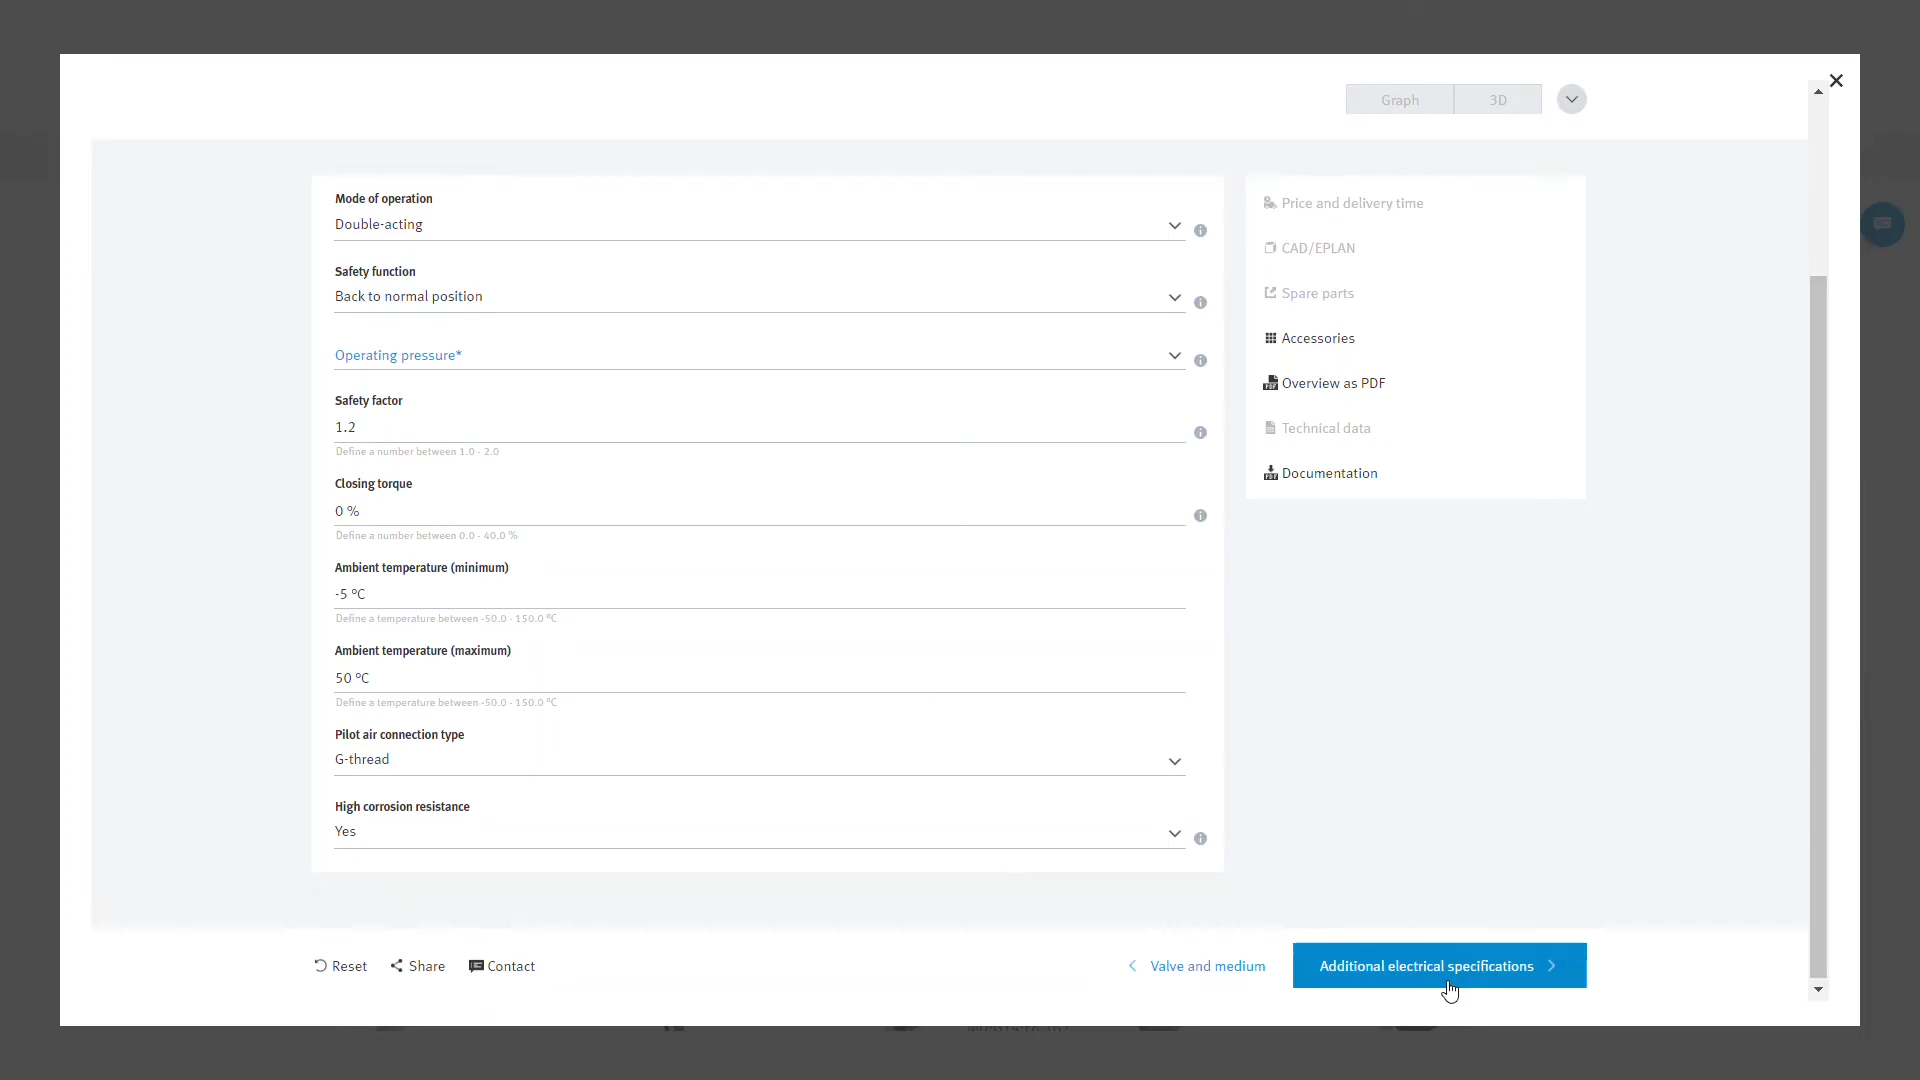 Graph
3D
Mode of operation
Double-acting
Safety function
Back to normal position
Operating pressure*
Safety factor
1.2
Define a number between 1.0 - 2.0
Closing torque
0 %
Define a number between 0.0 - 40.0 %
Ambient temperature (minimum)
-5 °C
Define a temperature between -50.0 - 150.0 °C
Ambient temperature (maximum)
50 °C
Define a temperature between -50.0 - 150.0 °C
Pilot air connection type
G-thread
High corrosion resistance
Yes
Price and delivery time
CAD/EPLAN
Spare parts
Accessories
Overview as PDF
Technical data
Documentation
Reset
Share
Contact
Valve and medium
Additional electrical specifications